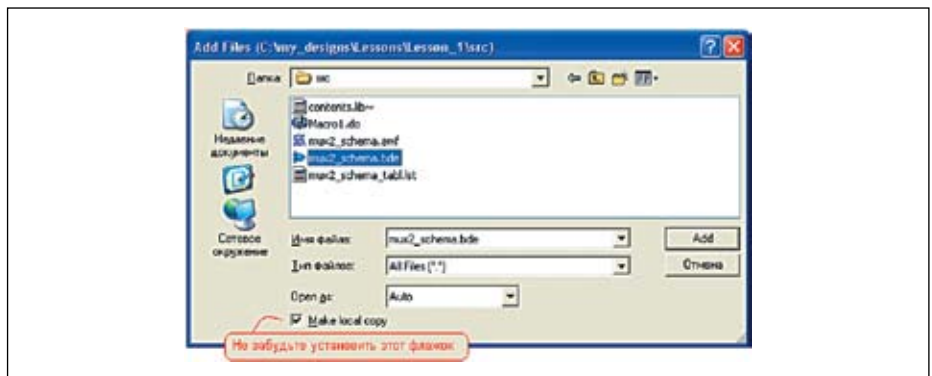 Add Files (C:\my_designs\Lessons\Lesson_1\src)
Папка: src
contents.lib~
Macro1.do
mux2_schema.bde
mux2_schema_tabl.lst
Недавние документы
Сетевое окружение
Имя файла: mux2_schema.bde
Add
Тип файлов: All Files (*.*)
Отмена
Open as: Auto
Make local copy
Не забудьте установить этот флажок